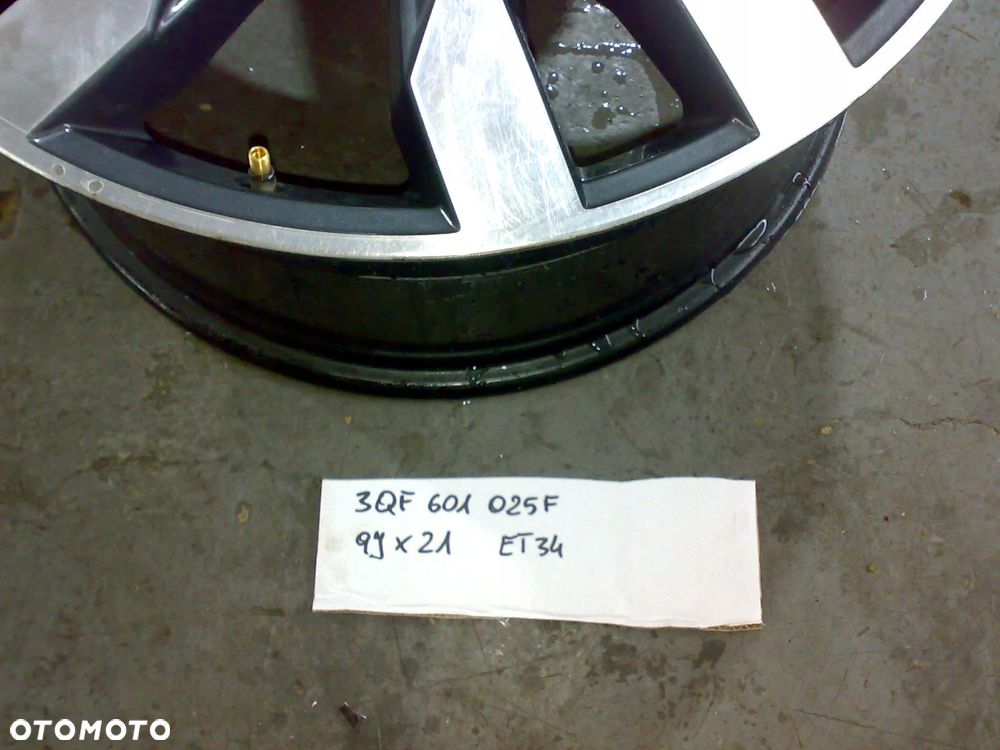 3QF 601 025F
9J x 21 ET34
OTOMOTO